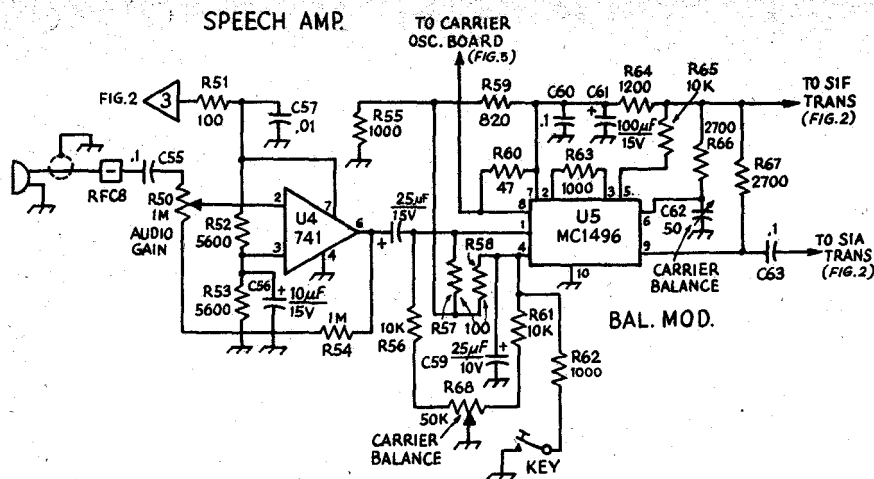 SPEECH AMP.
TO CARRIER
OSC. BOARD
(FIG.5)
FIG.2
3
R51
100
C57
.01
R55
1000
R59
820
C60
.1
C61
+
100µF
15V
R64
1200
R65
10K
TO S1F
TRANS
(FIG.2)
2700
R66
R67
2700
.1
C55
RFC8
R50
1M
AUDIO
GAIN
R52
5600
R53
5600
C56
+
10µF
15V
2
3
7
6
4
U4
741
1M
R54
25µF
15V
+
R60
47
R63
1000
8
7
2
3
5
1
4
6
9
10
U5
MC1496
C62
50
CARRIER
BALANCE
.1
C63
TO S1A
TRANS
(FIG.2)
BAL. MOD.
R58
R57
100
10K
R56
C59
25µF
10V
+
R61
10K
R62
1000
R68
50K
CARRIER
BALANCE
KEY